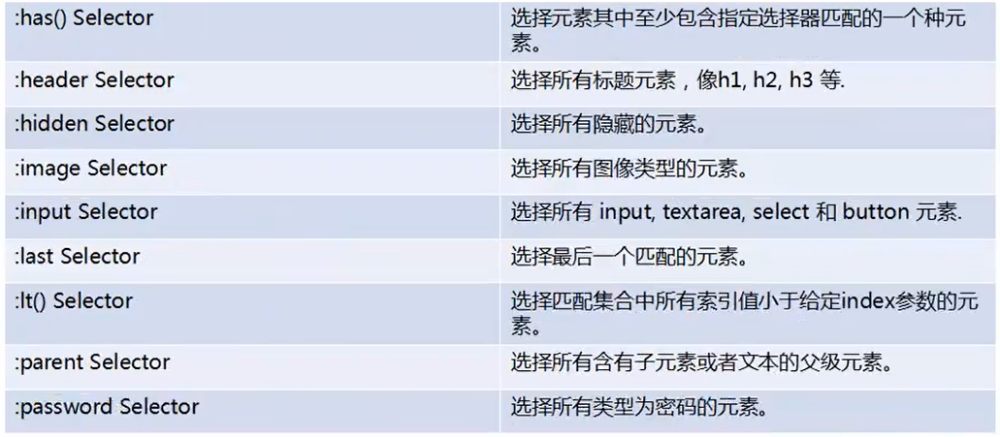 :has() Selector
选择元素其中至少包含指定选择器匹配的一个种元
素。
:header Selector
选择所有标题元素，像h1, h2, h3 等.
:hidden Selector
选择所有隐藏的元素。
:image Selector
选择所有图像类型的元素。
:input Selector
选择所有 input, textarea, select 和 button 元素.
:last Selector
选择最后一个匹配的元素。
:lt() Selector
选择匹配集合中所有索引值小于给定index参数的元
素。
:parent Selector
选择所有含有子元素或者文本的父级元素。
:password Selector
选择所有类型为密码的元素。